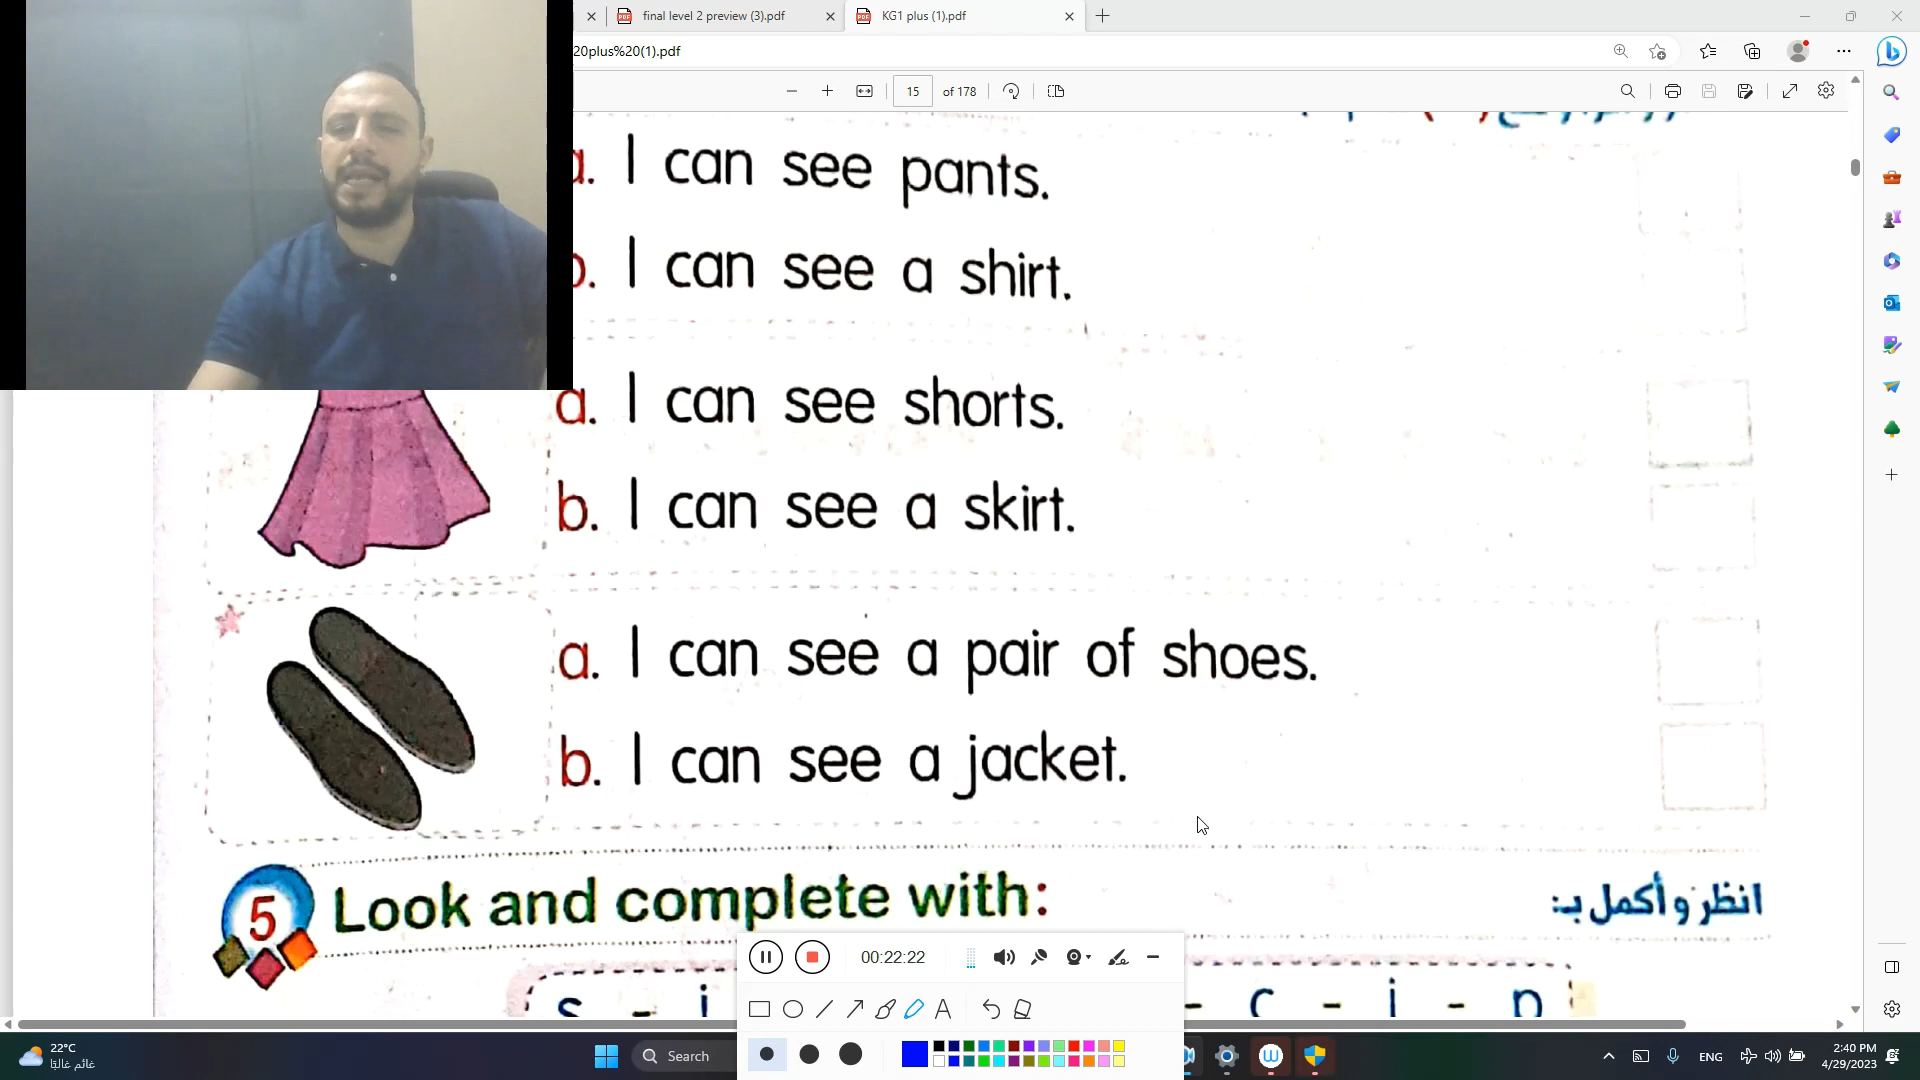 final level 2 preview (3).pdf
KG1 plus (1).pdf
20plus%20(1).pdf
15 of 178
a. I can see pants.
b. I can see a shirt.
a. I can see shorts.
b. I can see a skirt.
a. I can see a pair of shoes.
b. I can see a jacket.
5 Look and complete with:
انظر وأكمل بـ:
s - i
- c - i - p
00:22:22
A
22°C
غائم غالبًا
Search
ENG
2:40 PM
4/29/2023